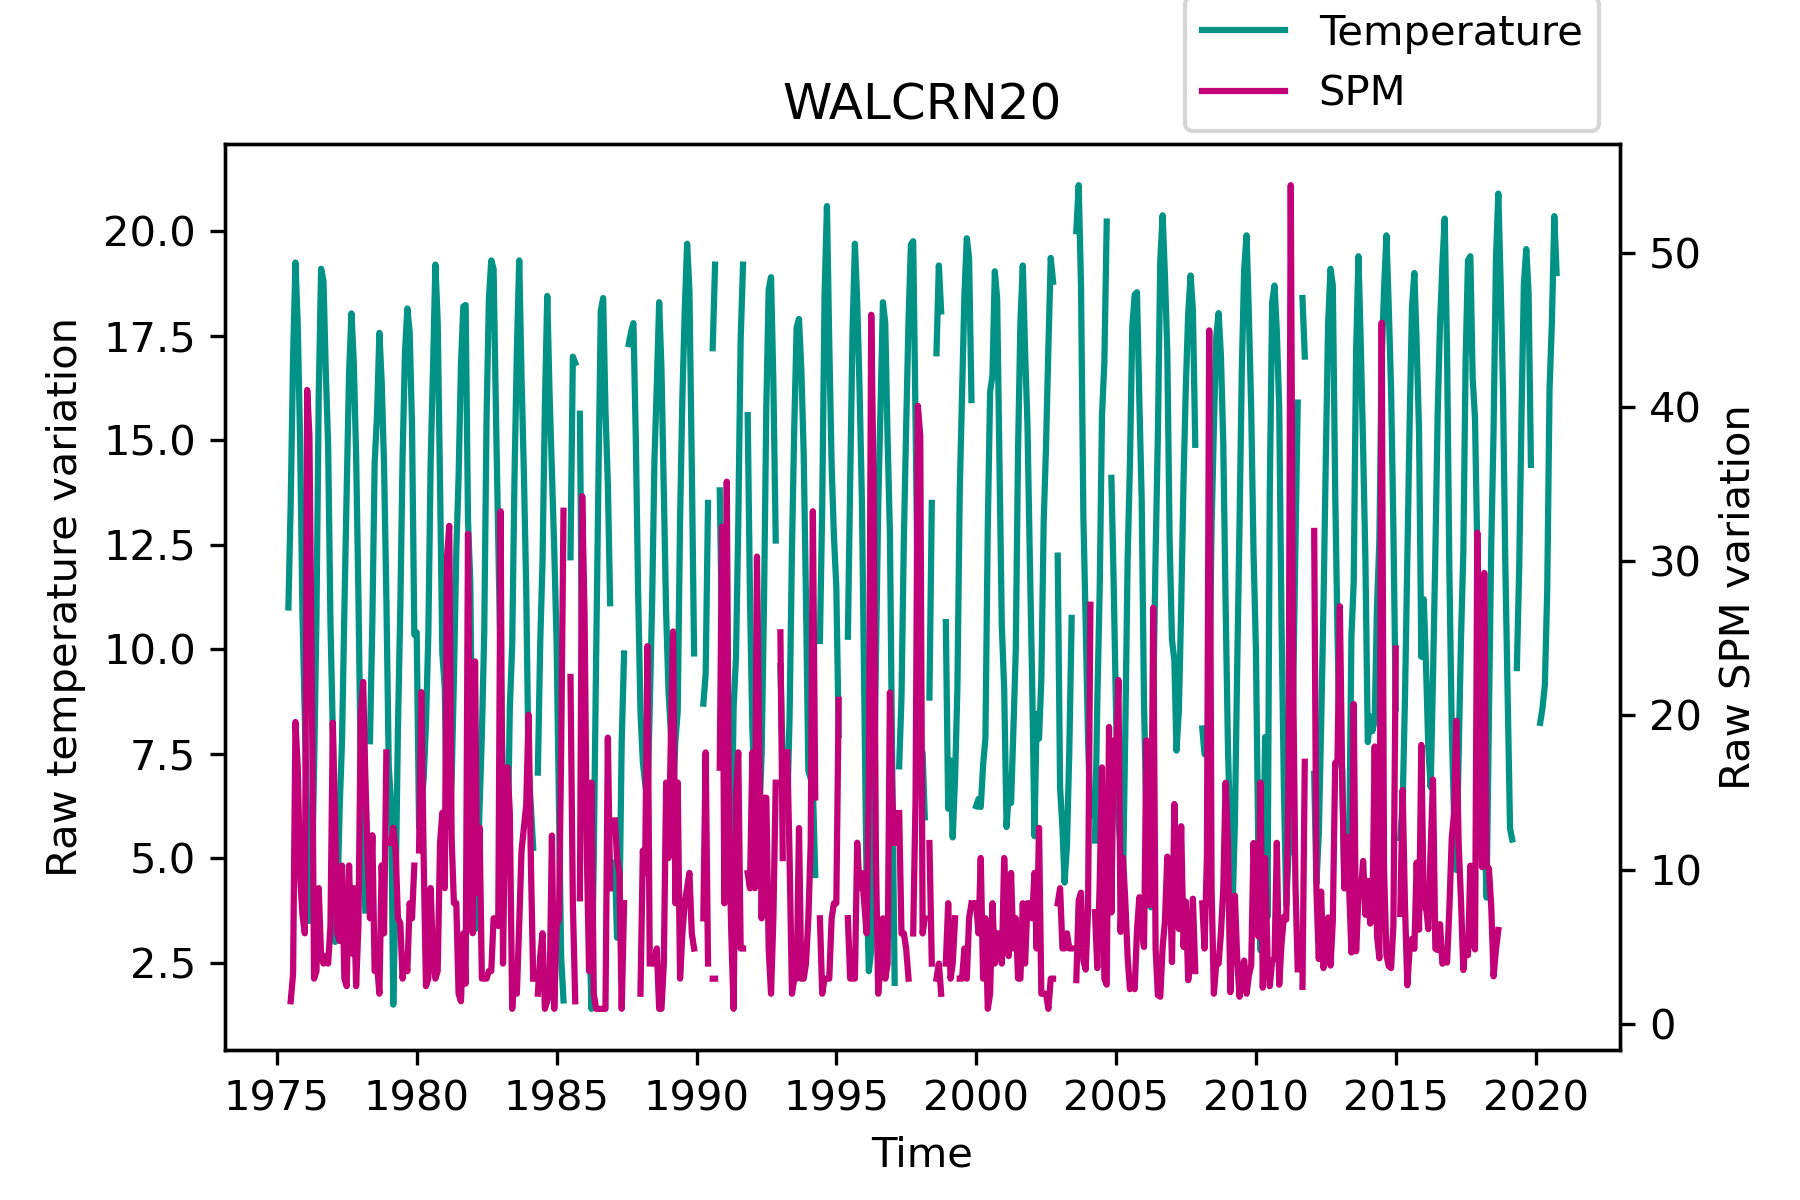 Temperature
SPM
WALCRN20
Raw temperature variation
20.0
17.5
15.0
12.5
10.0
7.5
5.0
2.5
50
40
30
20
10
0
Raw SPM variation
1975 1980 1985 1990 1995 2000 2005 2010 2015 2020
Time